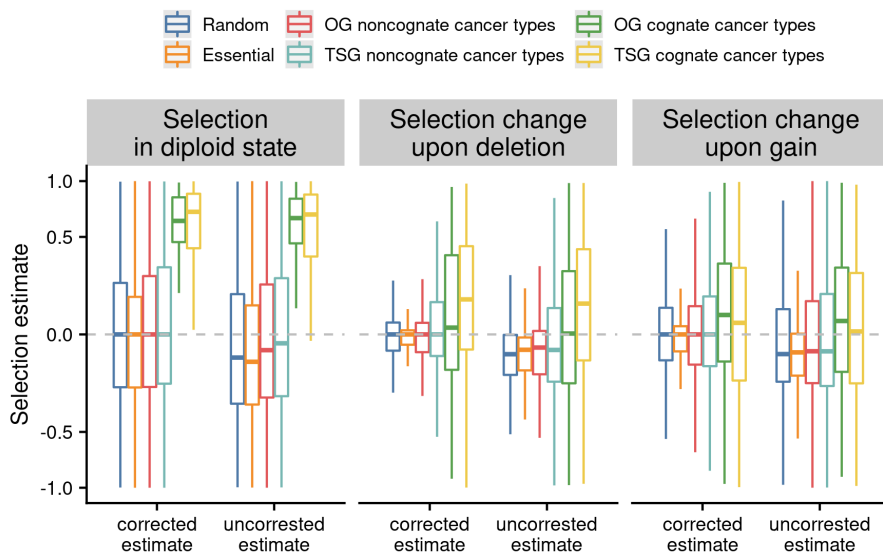 Random
OG noncognate cancer types
OG cognate cancer types
Essential
TSG noncognate cancer types
TSG cognate cancer types
Selection
in diploid state
Selection change
upon deletion
Selection change
upon gain
Selection estimate
1.0
0.5
0.0
-0.5
-1.0
corrected
estimate
uncorrested
estimate
corrected
estimate
uncorrested
estimate
corrected
estimate
uncorrested
estimate